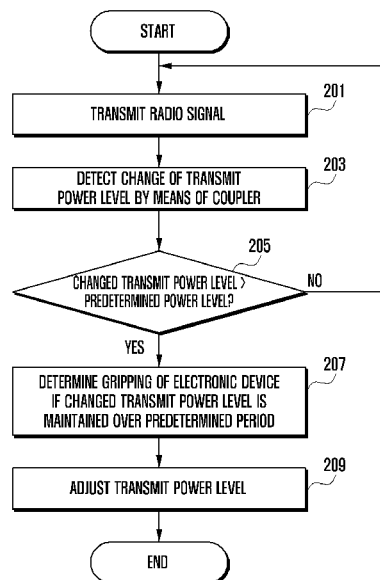 START
201
TRANSMIT RADIO SIGNAL
203
DETECT CHANGE OF TRANSMIT
POWER LEVEL BY MEANS OF COUPLER
205
CHANGED TRANSMIT POWER LEVEL >
PREDETERMINED POWER LEVEL?
NO
YES
207
DETERMINE GRIPPING OF ELECTRONIC DEVICE
IF CHANGED TRANSMIT POWER LEVEL IS
MAINTAINED OVER PREDETERMINED PERIOD
209
ADJUST TRANSMIT POWER LEVEL
END